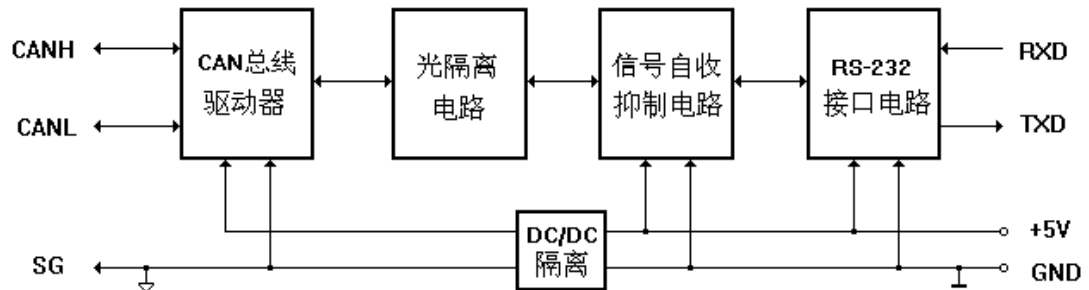 CANH
CANL
SG
CAN总线
驱动器
光隔离
电路
信号自收
抑制电路
RS-232
接口电路
RXD
TXD
DC/DC
隔离
+5V
GND